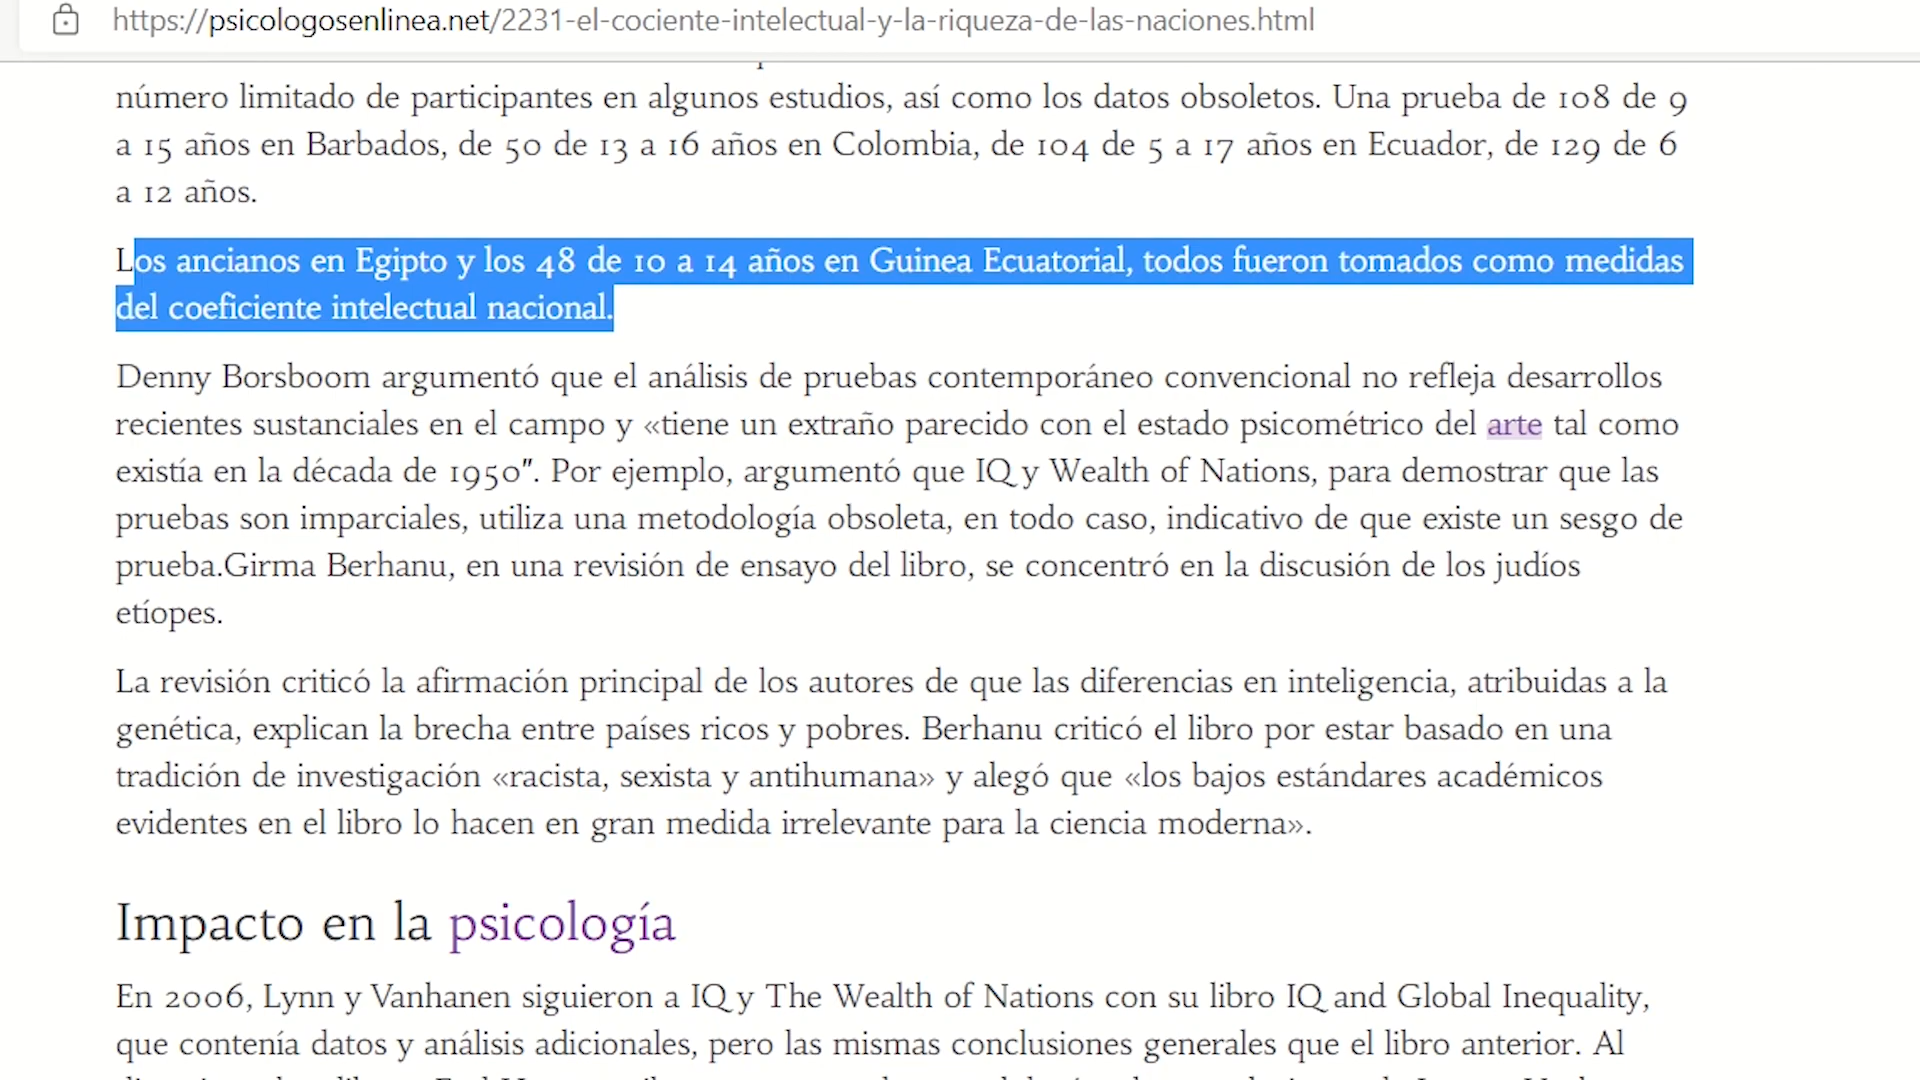 https://psicologosenlinea.net/2231-el-cociente-intelectual-y-la-riqueza-de-las-naciones.html
número limitado de participantes en algunos estudios, así como los datos obsoletos. Una prueba de 108 de 9
a 15 años en Barbados, de 50 de 13 a 16 años en Colombia, de 104 de 5 a 17 años en Ecuador, de 129 de 6
a 12 años.
Los ancianos en Egipto y los 48 de 10 a 14 años en Guinea Ecuatorial, todos fueron tomados como medidas
del coeficiente intelectual nacional.
Denny Borsboom argumentó que el análisis de pruebas contemporáneo convencional no refleja desarrollos
recientes sustanciales en el campo y «tiene un extraño parecido con el estado psicométrico del arte tal como
existía en la década de 1950″. Por ejemplo, argumentó que IQ y Wealth of Nations, para demostrar que las
pruebas son imparciales, utiliza una metodología obsoleta, en todo caso, indicativo de que existe un sesgo de
prueba.Girma Berhanu, en una revisión de ensayo del libro, se concentró en la discusión de los judíos
etíopes.
La revisión criticó la afirmación principal de los autores de que las diferencias en inteligencia, atribuidas a la
genética, explican la brecha entre países ricos y pobres. Berhanu criticó el libro por estar basado en una
tradición de investigación «racista, sexista y antihumana» y alegó que «los bajos estándares académicos
evidentes en el libro lo hacen en gran medida irrelevante para la ciencia moderna».
Impacto en la psicología
En 2006, Lynn y Vanhanen siguieron a IQ y The Wealth of Nations con su libro IQ and Global Inequality,
que contenía datos y análisis adicionales, pero las mismas conclusiones generales que el libro anterior. Al